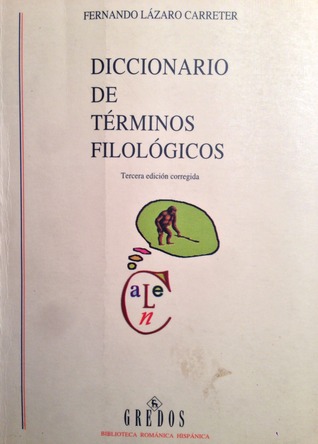 FERNANDO LÁZARO CARRETER
DICCIONARIO
DE
TÉRMINOS
FILOLÓGICOS
Tercera edición corregida
C
a L e
n
GREDOS
BIBLIOTECA ROMÁNICA HISPÁNICA